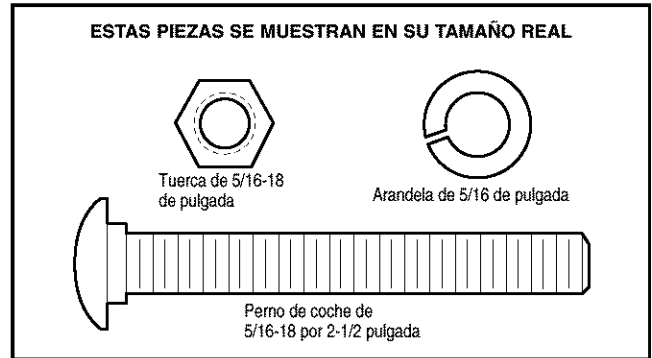 ESTAS PIEZAS SE MUESTRAN EN SU TAMAÑO REAL
Tuerca de 5/16-18
de pulgada
Arandela de 5/16 de pulgada
Perno de coche de
5/16-18 por 2-1/2 pulgada